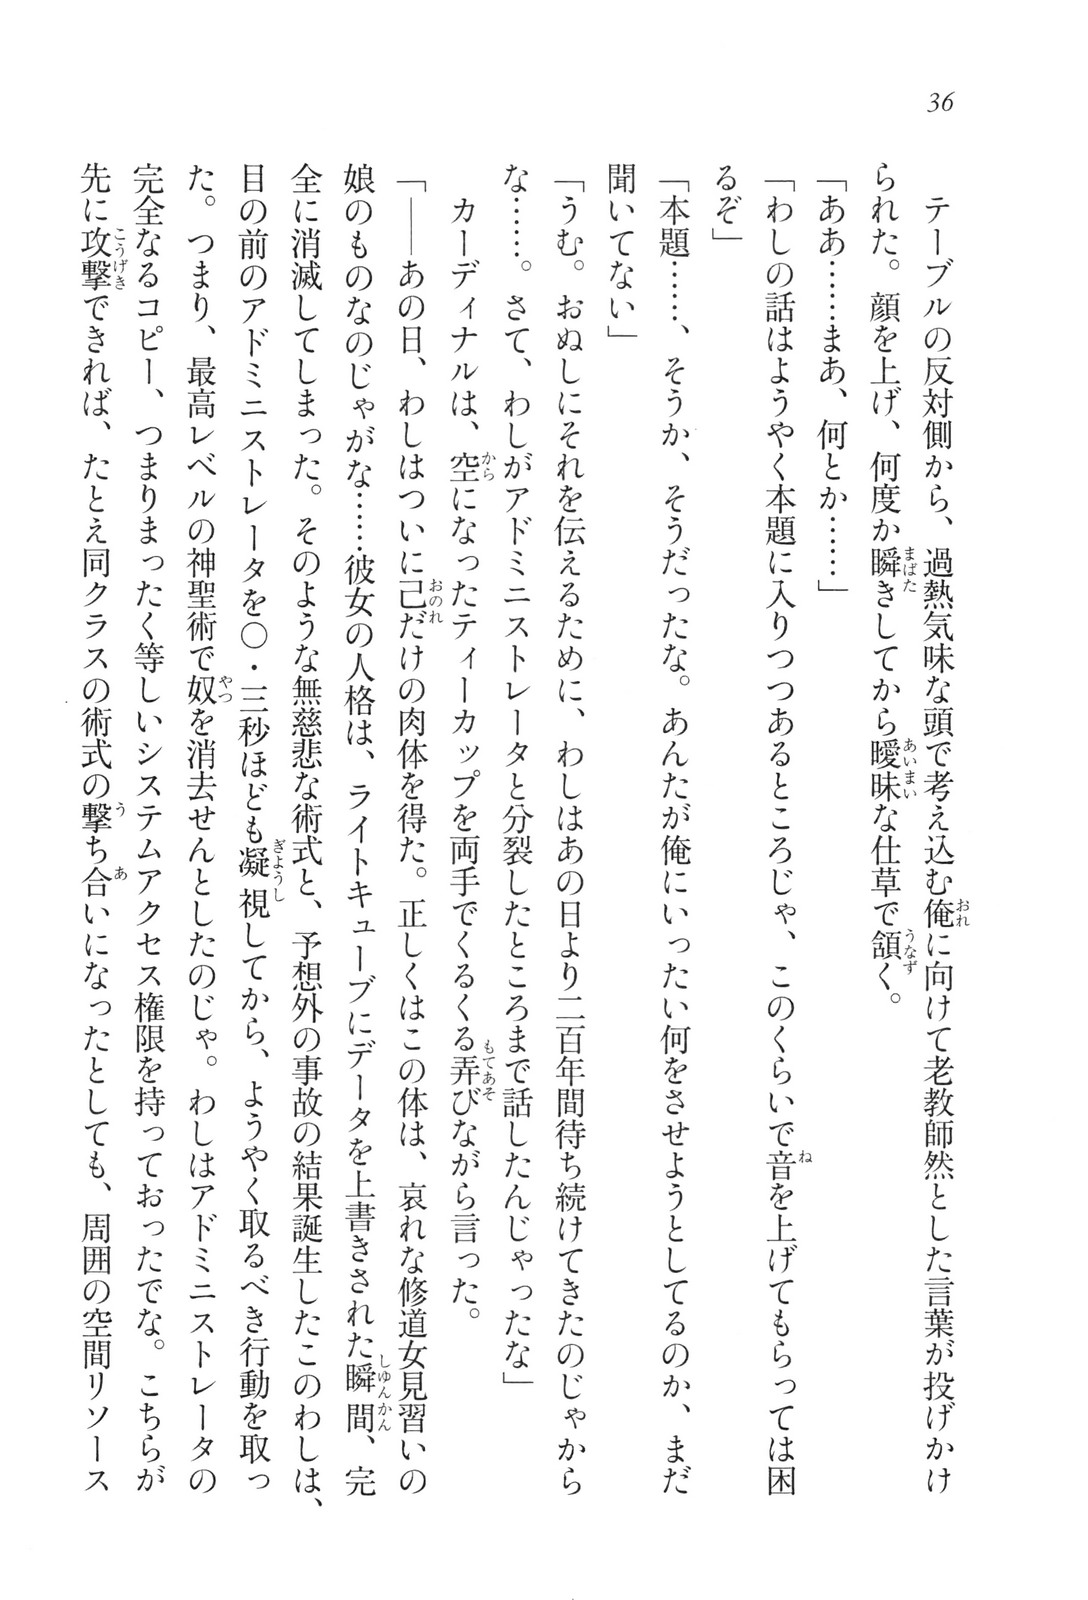 36
テーブルの反対側から、過熱気味な頭で考え込む俺に向けて老教師然とした言葉が投げかけ
られた。顔を上げ、何度か瞬きしてから曖昧な仕草で頷く。
「ああ……まあ、何とか……」
「わしの話はようやく本題に入りつつあるところじゃ、このくらいで音を上げてもらっては困
るぞ」
「本題……、そうか、そうだったな。あんたが俺にいったい何をさせようとしてるのか、まだ
聞いてない」
「うむ。おぬしにそれを伝えるために、わしはあの日より二百年間待ち続けてきたのじゃから
な……。さて、わしがアドミニストレータと分裂したところまで話したんじゃったな」
カーディナルは、空になったティーカップを両手でくるくる弄びながら言った。
「――あの日、わしはついに己だけの肉体を得た。正しくはこの体は、哀れな修道女見習いの
娘のものなのじゃがな……彼女の人格は、ライトキューブにデータを上書きされた瞬間、完
全に消滅してしまった。そのような無慈悲な術式と、予想外の事故の結果誕生したこのわしは、
目の前のアドミニストレータを〇・三秒ほども凝視してから、ようやく取るべき行動を取っ
た。つまり、最高レベルの神聖術で奴を消去せんとしたのじゃ。わしはアドミニストレータの
完全なるコピー、つまりまったく等しいシステムアクセス権限を持っておったでな。こちらが
先に攻撃できれば、たとえ同クラスの術式の撃ち合いになったとしても、周囲の空間リソース